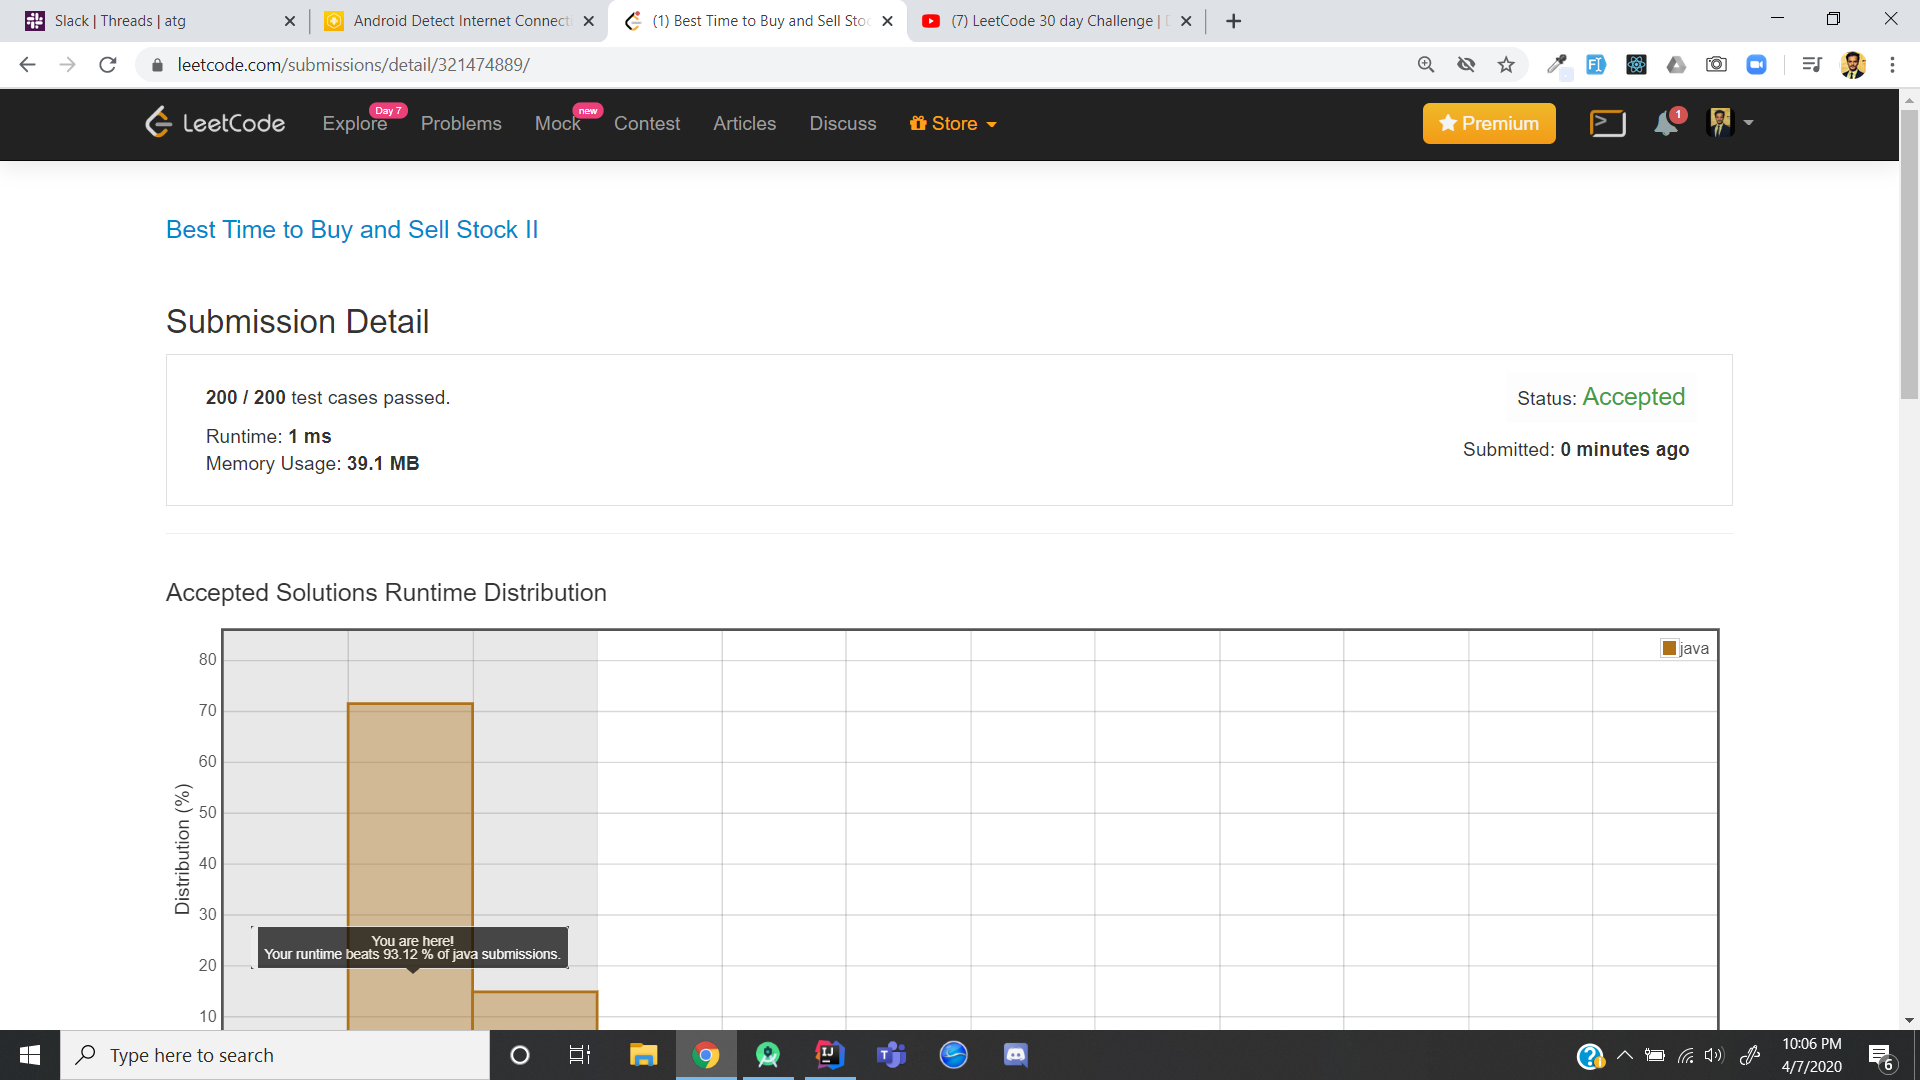 Slack | Threads | atg
Android Detect Internet Connecti
(1) Best Time to Buy and Sell Stoc
(7) LeetCode 30 day Challenge | D
leetcode.com/submissions/detail/321474889/
LeetCode
Explore
Day 7
Problems
Mock
new
Contest
Articles
Discuss
Store
Premium
1
Best Time to Buy and Sell Stock II
Submission Detail
200 / 200 test cases passed.
Status: Accepted
Runtime: 1 ms
Submitted: 0 minutes ago
Memory Usage: 39.1 MB
Accepted Solutions Runtime Distribution
java
80
70
60
50
40
30
20
10
Distribution (%)
You are here!
Your runtime beats 93.12 % of java submissions.
Type here to search
10:06 PM
4/7/2020
6